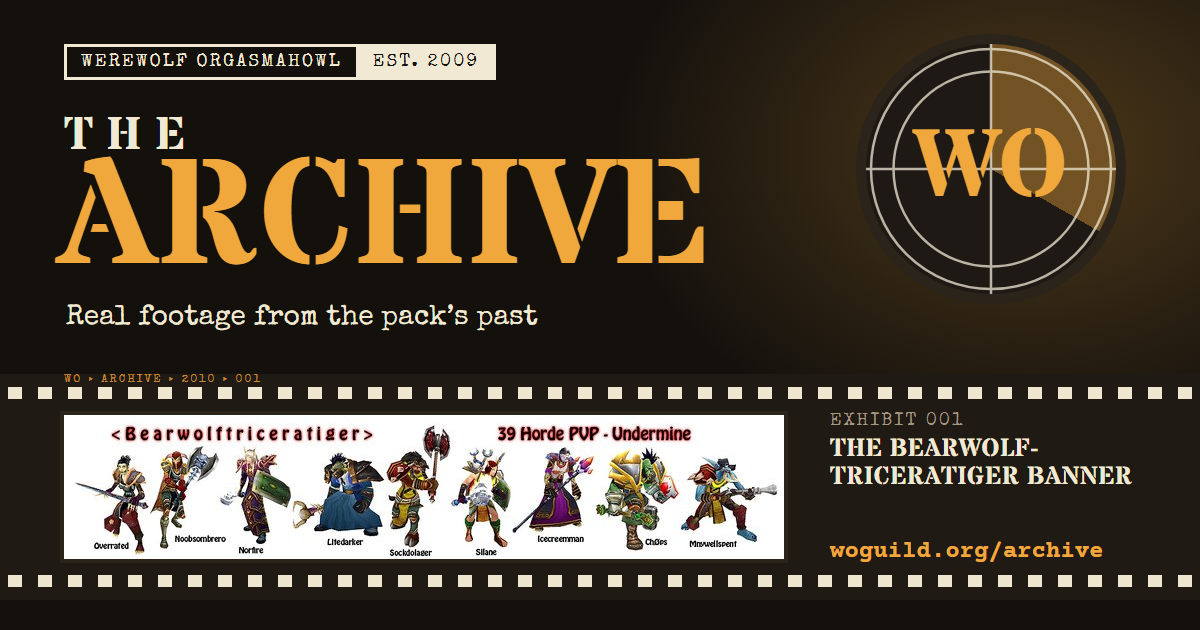 WEREWOLF ORGASMAHOWL EST. 2009
THE
ARCHIVE
WO
Real footage from the pack’s past
WO ▸ ARCHIVE ▸ 2010 ▸ 001
<Bearwolftriceratiger> 39 Horde PVP - Undermine
Overrated
Noobsombrero
Norfire
Litedarker
Sockdolager
Silane
Icecreemman
ChØps
Mnywellspent
EXHIBIT 001
THE BEARWOLF-
TRICERATIGER BANNER
woguild.org/archive